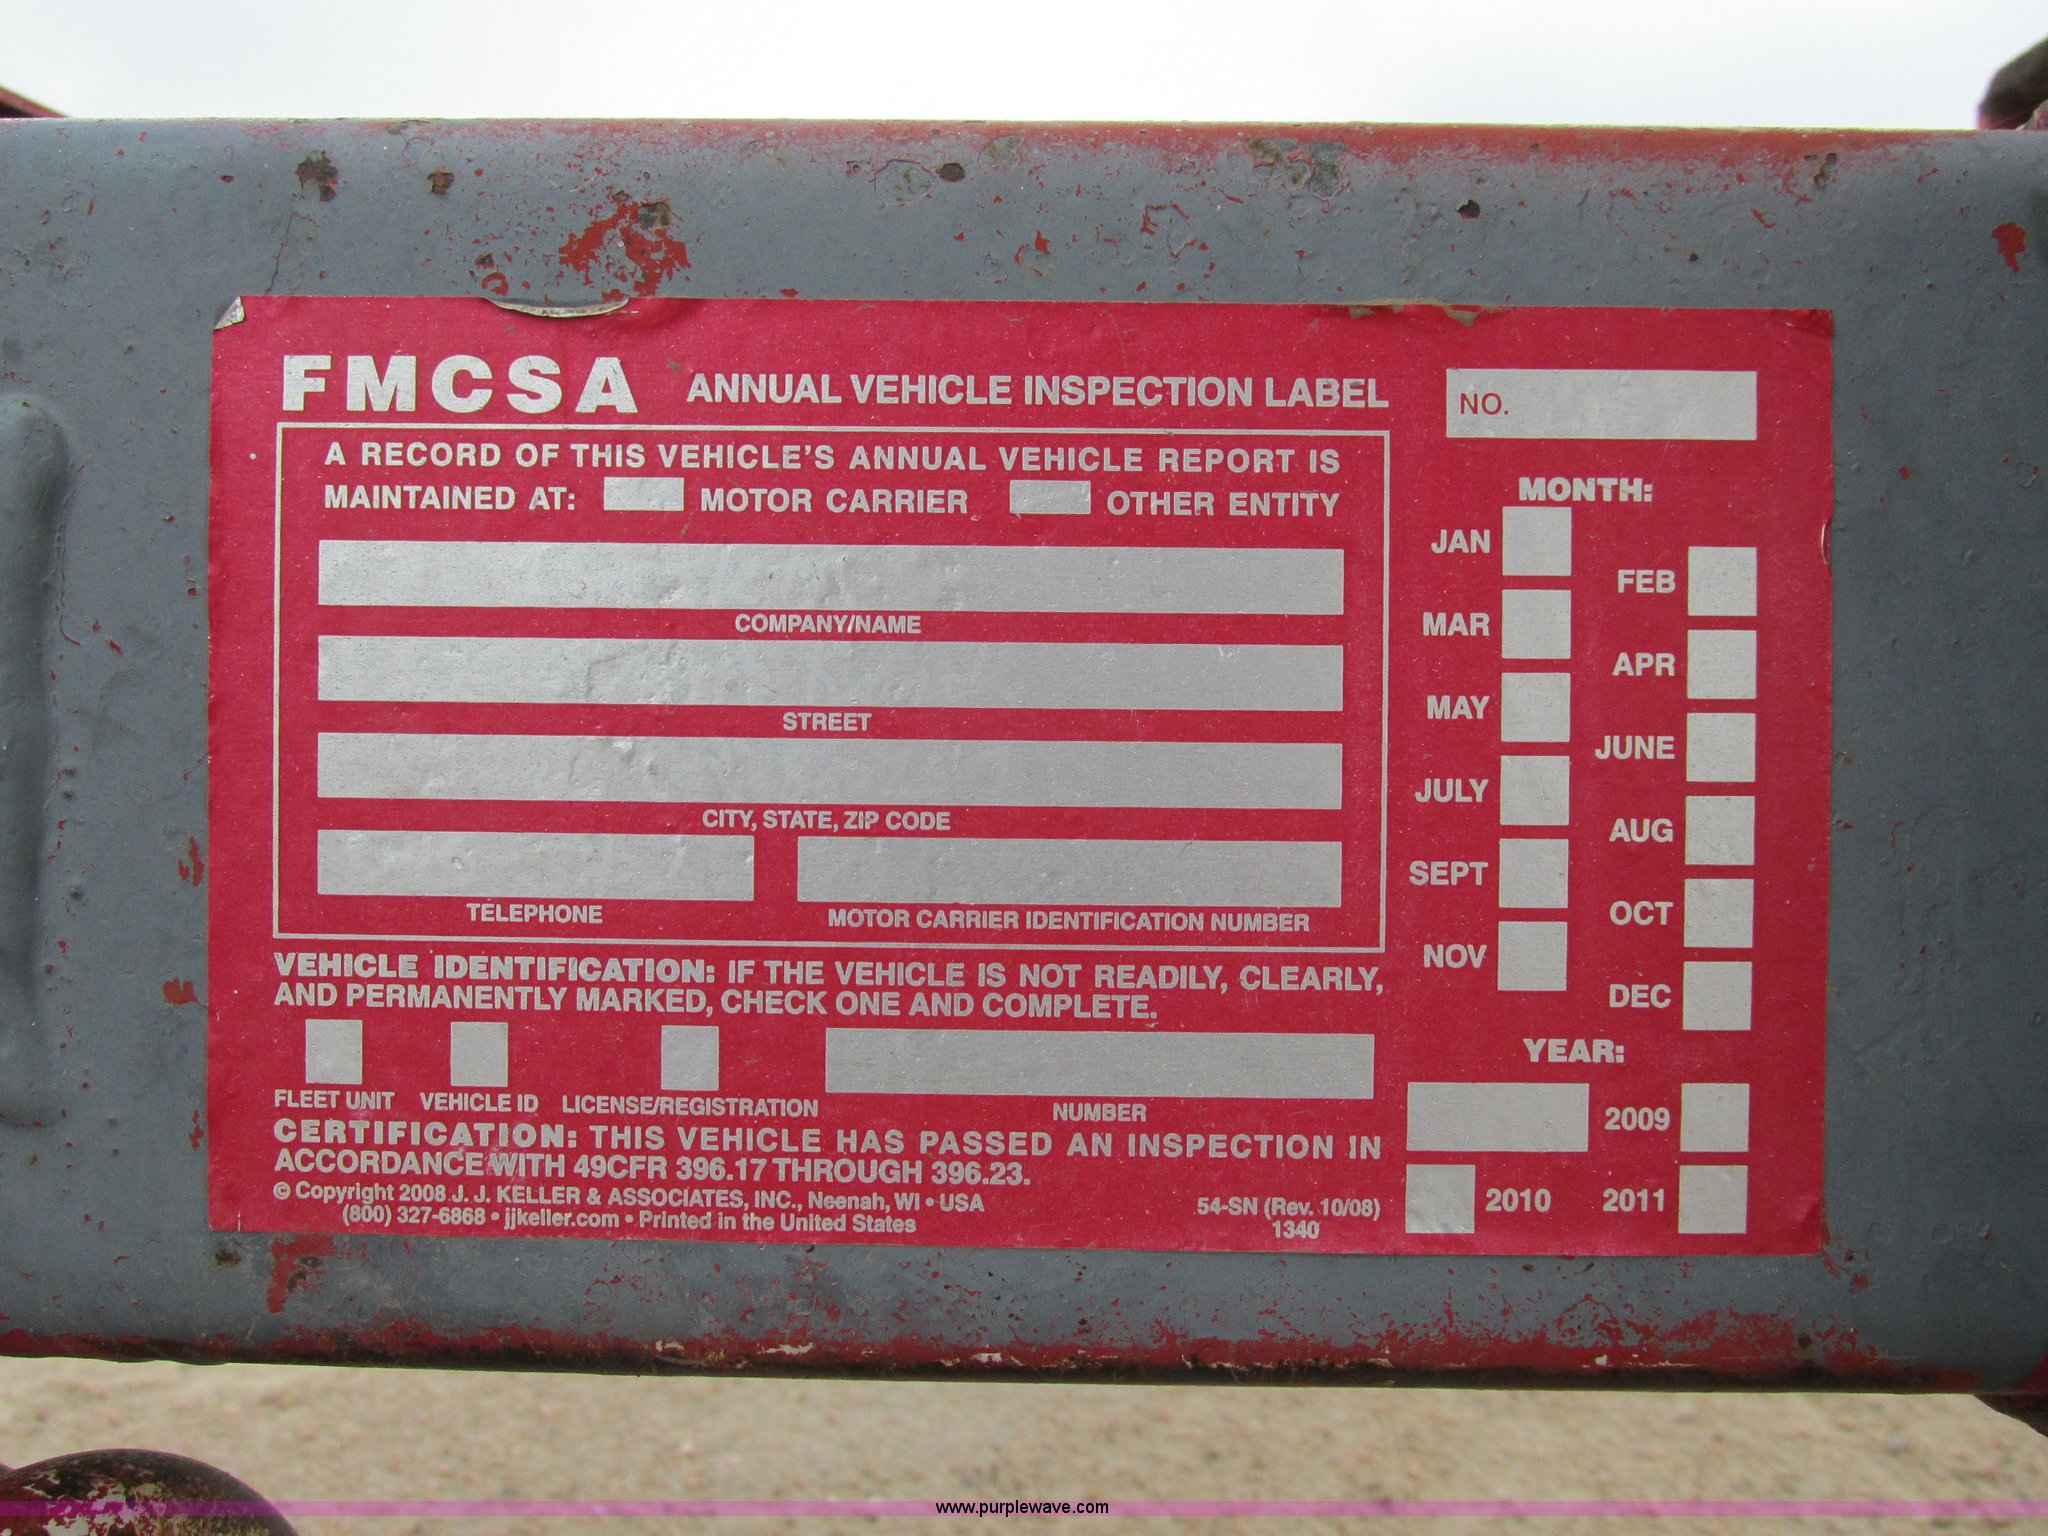 FMCSA ANNUAL VEHICLE INSPECTION LABEL
NO.
A RECORD OF THIS VEHICLE'S ANNUAL VEHICLE REPORT IS
MAINTAINED AT: MOTOR CARRIER OTHER ENTITY
COMPANY/NAME
STREET
CITY, STATE, ZIP CODE
TELEPHONE MOTOR CARRIER IDENTIFICATION NUMBER
VEHICLE IDENTIFICATION: IF THE VEHICLE IS NOT READILY, CLEARLY,
AND PERMANENTLY MARKED, CHECK ONE AND COMPLETE.
FLEET UNIT VEHICLE ID LICENSE/REGISTRATION NUMBER
CERTIFICATION: THIS VEHICLE HAS PASSED AN INSPECTION IN
ACCORDANCE WITH 49CFR 396.17 THROUGH 396.23.
© Copyright 2008 J. J. KELLER & ASSOCIATES, INC., Neenah, WI • USA
(800) 327-6868 • jjkeller.com • Printed in the United States
54-SN (Rev. 10/08)
1340
MONTH:
JAN
FEB
MAR
APR
MAY
JUNE
JULY
AUG
SEPT
OCT
NOV
DEC
YEAR:
2009
2010 2011
www.purplewave.com